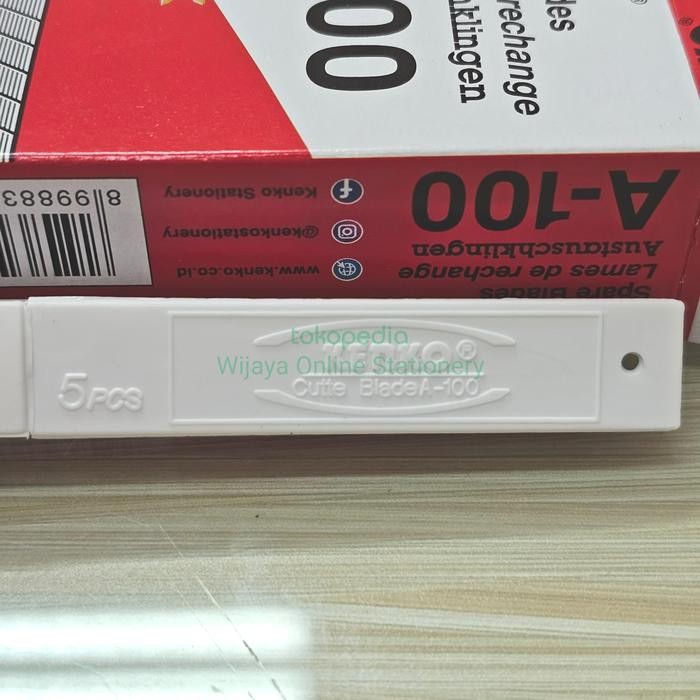 00
des
rechange
klingen
A-100
Austauschklingen
Lames de rechange
Spare Blades
Kenko Stationery
@kenkostationery
www.kenko.co.id
8 99883
tokopedia
Wijaya Online Stationery
KENKO®
Cutte BladeA-100
5PCS